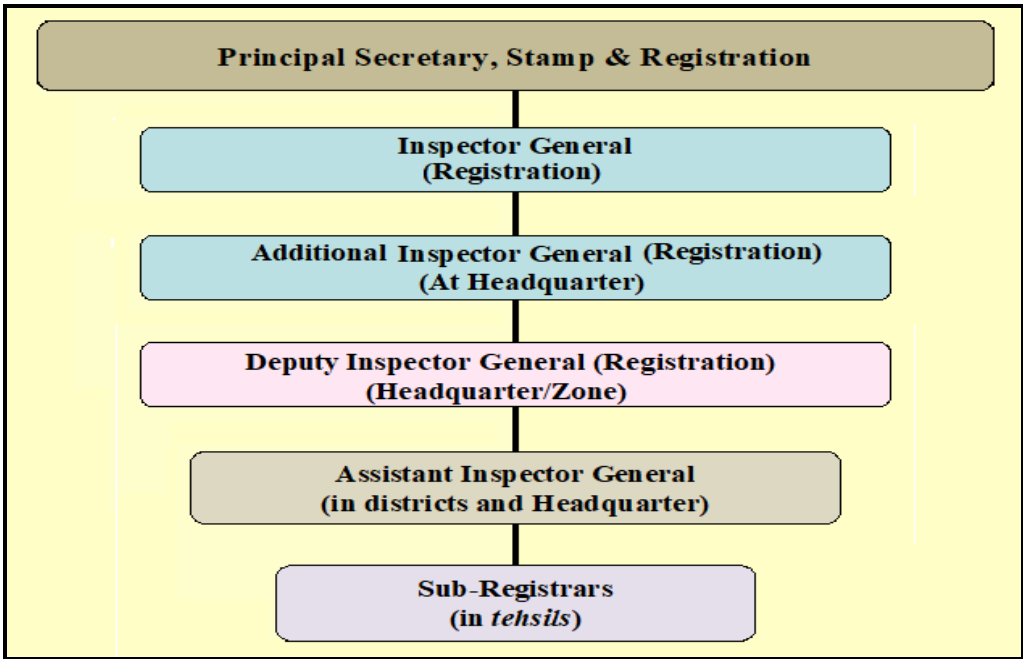 Principal Secretary, Stamp & Registration
Inspector General
(Registration)
Additional Inspector General (Registration)
(At Headquarter)
Deputy Inspector General (Registration)
(Headquarter/Zone)
Assistant Inspector General
(in districts and Headquarter)
Sub-Registrars
(in tehsils)